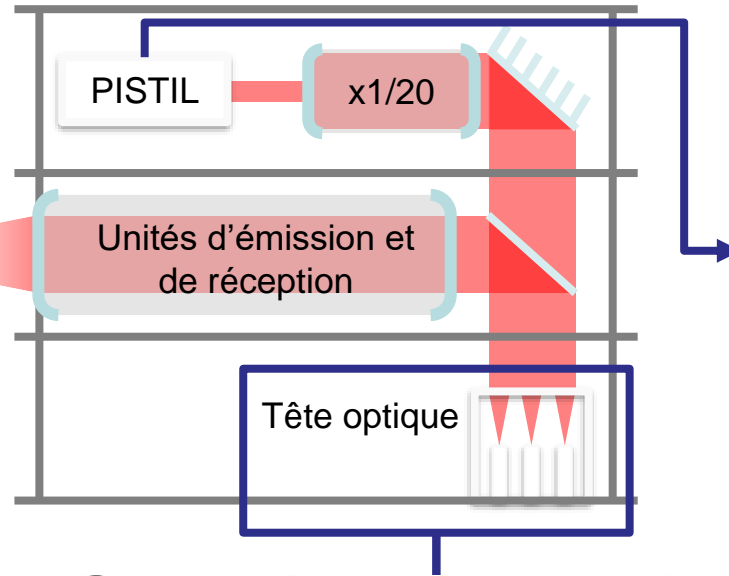 PISTIL
x1/20
Unités d’émission et
de réception
Tête optique